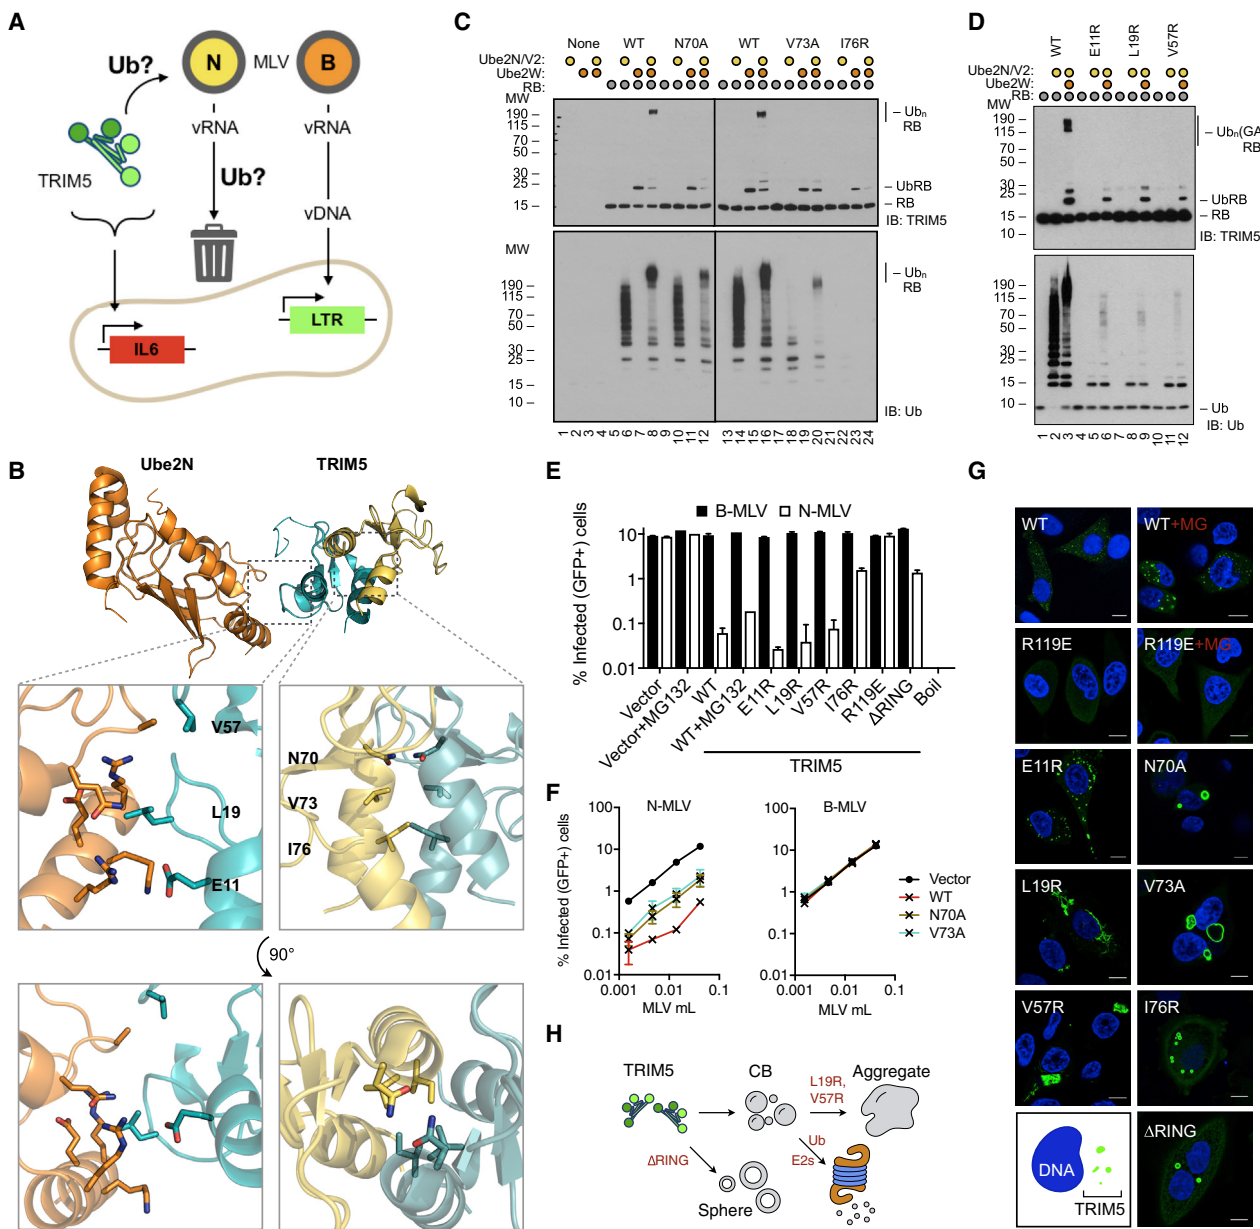 A
Ub?
N
MLV
B
TRIM5
vRNA
vRNA
Ub?
vDNA
IL6
LTR
B
Ube2N
TRIM5
V57
L19
E11
N70
V73
I76
90°
C
None WT N70A WT V73A I76R
Ube2N/V2:
Ube2W:
RB:
MW
190
115
70
50
30
25
15
Ubn
RB
UbRB
RB
IB: TRIM5
MW
190
115
70
50
30
25
15
10
Ubn
RB
IB: Ub
1 2 3 4 5 6 7 8 9 10 11 12 13 14 15 16 17 18 19 20 21 22 23 24
D
WT E11R L19R V57R
Ube2N/V2:
Ube2W:
RB:
MW
190
115
70
50
30
25
15
10
Ubn(GA
RB
UbRB
RB
IB: TRIM5
190
115
70
50
30
25
15
10
Ub
IB: Ub
1 2 3 4 5 6 7 8 9 10 11 12
E
B-MLV N-MLV
% Infected (GFP+) cells
10
1
0.1
0.01
Vector Vector+MG132 WT WT+MG132 E11R L19R V57R I76R R119E ΔRING Boil
TRIM5
F
N-MLV B-MLV
% Infected (GFP+) cells
100
10
1
0.1
0.01
0.001 0.01 0.1
MLV mL
100
10
1
0.1
0.01
0.001 0.01 0.1
MLV mL
Vector
WT
N70A
V73A
G
WT
WT+MG
R119E
R119E+MG
E11R
N70A
L19R
V73A
V57R
I76R
DNA
TRIM5
ΔRING
H
TRIM5
CB
L19R,
V57R
Aggregate
ΔRING
Ub
E2s
Sphere